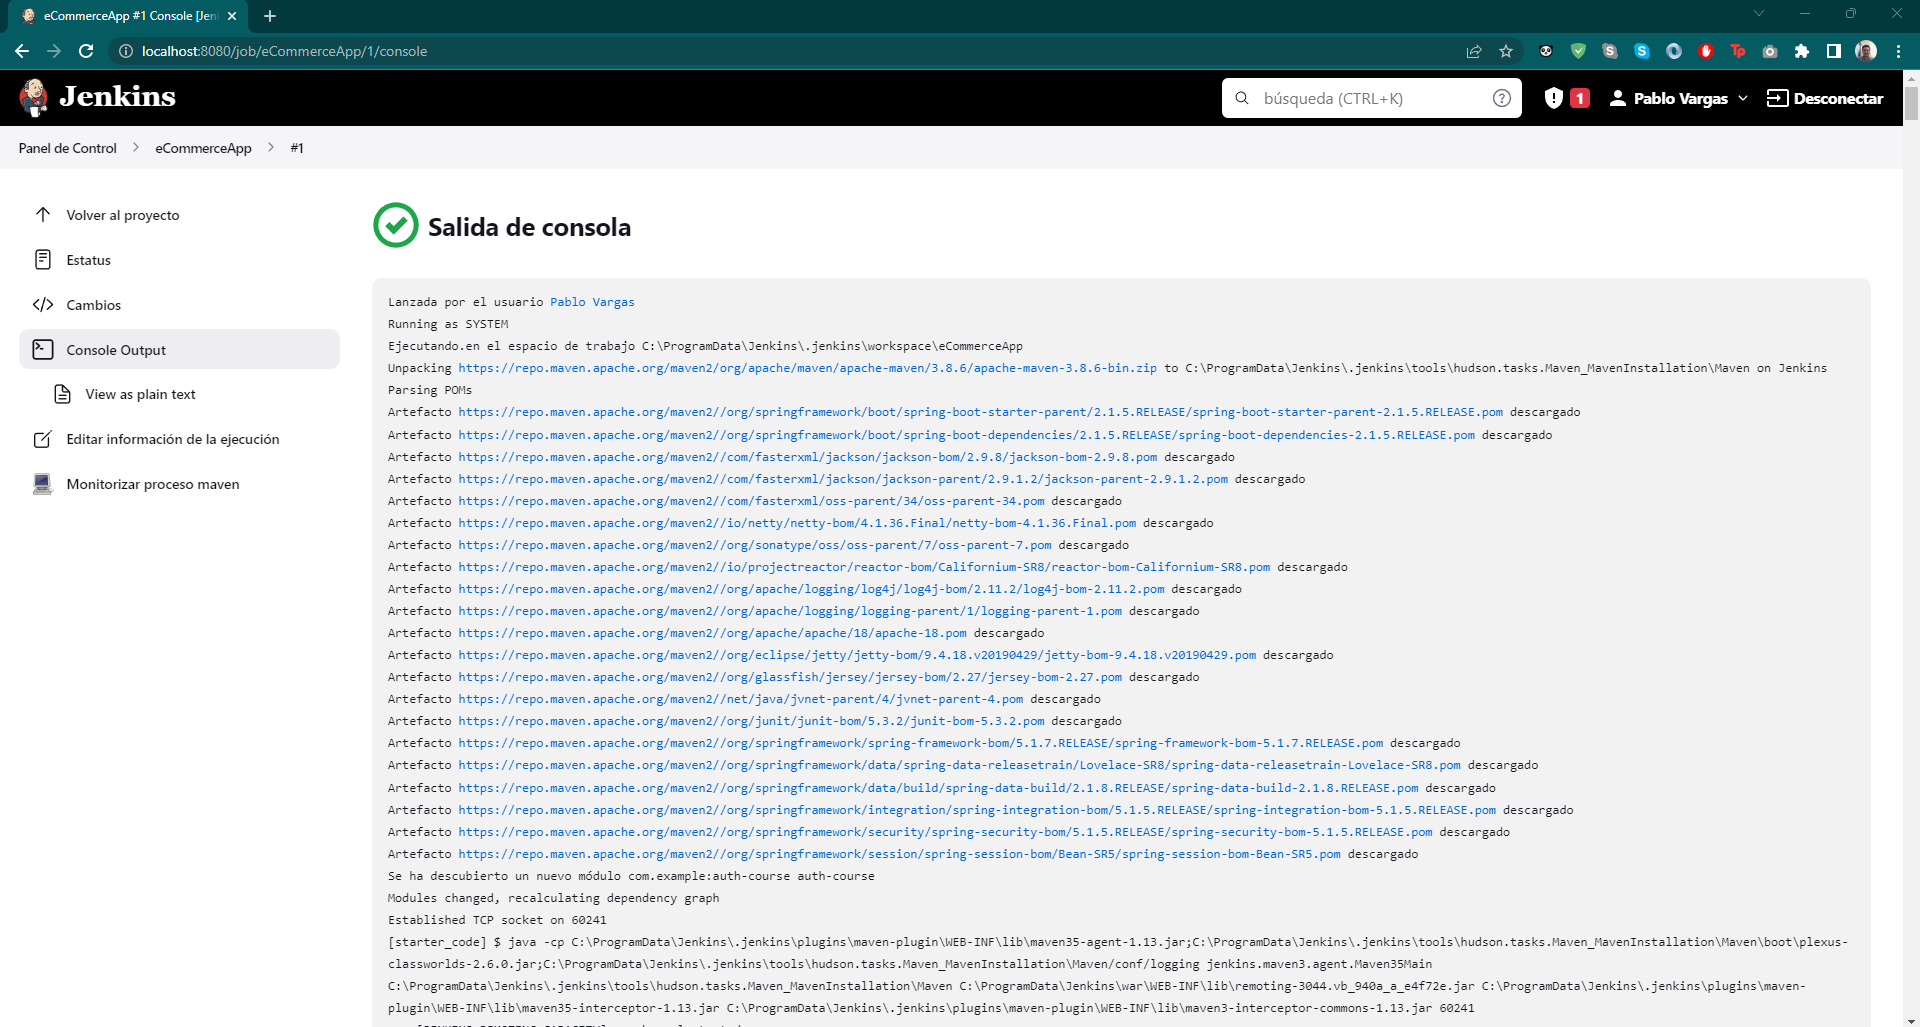 eCommerceApp #1 Console [Jen
localhost:8080/job/eCommerceApp/1/console
Jenkins
búsqueda (CTRL+K)
1
Pablo Vargas
Desconectar
Panel de Control
eCommerceApp
#1
Volver al proyecto
Estatus
Cambios
Console Output
View as plain text
Editar información de la ejecución
Monitorizar proceso maven
Salida de consola
Lanzada por el usuario Pablo Vargas
Running as SYSTEM
Ejecutando.en el espacio de trabajo C:\ProgramData\Jenkins\.jenkins\workspace\eCommerceApp
Unpacking https://repo.maven.apache.org/maven2/org/apache/maven/apache-maven/3.8.6/apache-maven-3.8.6-bin.zip to C:\ProgramData\Jenkins\.jenkins\tools\hudson.tasks.Maven_MavenInstallation\Maven on Jenkins
Parsing POMs
Artefacto https://repo.maven.apache.org/maven2//org/springframework/boot/spring-boot-starter-parent/2.1.5.RELEASE/spring-boot-starter-parent-2.1.5.RELEASE.pom descargado
Artefacto https://repo.maven.apache.org/maven2//org/springframework/boot/spring-boot-dependencies/2.1.5.RELEASE/spring-boot-dependencies-2.1.5.RELEASE.pom descargado
Artefacto https://repo.maven.apache.org/maven2//com/fasterxml/jackson/jackson-bom/2.9.8/jackson-bom-2.9.8.pom descargado
Artefacto https://repo.maven.apache.org/maven2//com/fasterxml/jackson/jackson-parent/2.9.1.2/jackson-parent-2.9.1.2.pom descargado
Artefacto https://repo.maven.apache.org/maven2//com/fasterxml/oss-parent/34/oss-parent-34.pom descargado
Artefacto https://repo.maven.apache.org/maven2//io/netty/netty-bom/4.1.36.Final/netty-bom-4.1.36.Final.pom descargado
Artefacto https://repo.maven.apache.org/maven2//org/sonatype/oss/oss-parent/7/oss-parent-7.pom descargado
Artefacto https://repo.maven.apache.org/maven2//io/projectreactor/reactor-bom/Californium-SR8/reactor-bom-Californium-SR8.pom descargado
Artefacto https://repo.maven.apache.org/maven2//org/apache/logging/log4j/log4j-bom/2.11.2/log4j-bom-2.11.2.pom descargado
Artefacto https://repo.maven.apache.org/maven2//org/apache/logging/logging-parent/1/logging-parent-1.pom descargado
Artefacto https://repo.maven.apache.org/maven2//org/apache/apache/18/apache-18.pom descargado
Artefacto https://repo.maven.apache.org/maven2//org/eclipse/jetty/jetty-bom/9.4.18.v20190429/jetty-bom-9.4.18.v20190429.pom descargado
Artefacto https://repo.maven.apache.org/maven2//org/glassfish/jersey/jersey-bom/2.27/jersey-bom-2.27.pom descargado
Artefacto https://repo.maven.apache.org/maven2//net/java/jvnet-parent/4/jvnet-parent-4.pom descargado
Artefacto https://repo.maven.apache.org/maven2//org/junit/junit-bom/5.3.2/junit-bom-5.3.2.pom descargado
Artefacto https://repo.maven.apache.org/maven2//org/springframework/spring-framework-bom/5.1.7.RELEASE/spring-framework-bom-5.1.7.RELEASE.pom descargado
Artefacto https://repo.maven.apache.org/maven2//org/springframework/data/spring-data-releasetrain/Lovelace-SR8/spring-data-releasetrain-Lovelace-SR8.pom descargado
Artefacto https://repo.maven.apache.org/maven2//org/springframework/data/build/spring-data-build/2.1.8.RELEASE/spring-data-build-2.1.8.RELEASE.pom descargado
Artefacto https://repo.maven.apache.org/maven2//org/springframework/integration/spring-integration-bom/5.1.5.RELEASE/spring-integration-bom-5.1.5.RELEASE.pom descargado
Artefacto https://repo.maven.apache.org/maven2//org/springframework/security/spring-security-bom/5.1.5.RELEASE/spring-security-bom-5.1.5.RELEASE.pom descargado
Artefacto https://repo.maven.apache.org/maven2//org/springframework/session/spring-session-bom/Bean-SR5/spring-session-bom-Bean-SR5.pom descargado
Se ha descubierto un nuevo módulo com.example:auth-course auth-course
Modules changed, recalculating dependency graph
Established TCP socket on 60241
[starter_code] $ java -cp C:\ProgramData\Jenkins\.jenkins\plugins\maven-plugin\WEB-INF\lib\maven35-agent-1.13.jar;C:\ProgramData\Jenkins\.jenkins\tools\hudson.tasks.Maven_MavenInstallation\Maven\boot\plexus-
classworlds-2.6.0.jar;C:\ProgramData\Jenkins\.jenkins\tools\hudson.tasks.Maven_MavenInstallation\Maven/conf/logging jenkins.maven3.agent.Maven35Main
C:\ProgramData\Jenkins\.jenkins\tools\hudson.tasks.Maven_MavenInstallation\Maven C:\ProgramData\Jenkins\war\WEB-INF\lib\remoting-3044.vb_940a_a_e4f72e.jar C:\ProgramData\Jenkins\.jenkins\plugins\maven-
plugin\WEB-INF\lib\maven35-interceptor-1.13.jar C:\ProgramData\Jenkins\.jenkins\plugins\maven-plugin\WEB-INF\lib\maven3-interceptor-commons-1.13.jar 60241